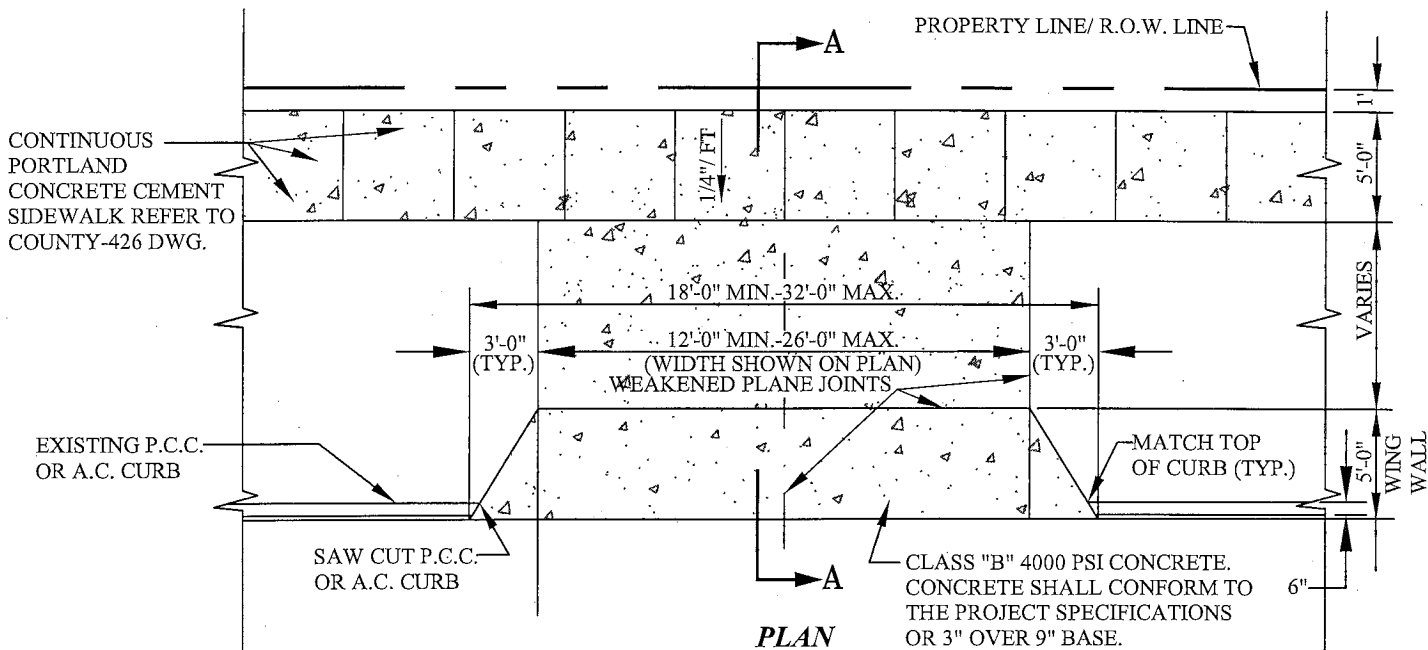 A
PROPERTY LINE/ R.O.W. LINE
1'
CONTINUOUS
PORTLAND
CONCRETE CEMENT
SIDEWALK REFER TO
COUNTY-426 DWG.
1/4"/ FT
5'-0"
18'-0" MIN.-32'-0" MAX.
VARIES
3'-0"
(TYP.)
12'-0" MIN.-26'-0" MAX.
(WIDTH SHOWN ON PLAN)
3'-0"
(TYP.)
WEAKENED PLANE JOINTS
EXISTING P.C.C.
OR A.C. CURB
MATCH TOP
OF CURB (TYP.)
5'-0"
WING
WALL
SAW CUT P.C.C.
OR A.C. CURB
CLASS "B" 4000 PSI CONCRETE.
CONCRETE SHALL CONFORM TO
THE PROJECT SPECIFICATIONS
OR 3" OVER 9" BASE.
6"
A
PLAN